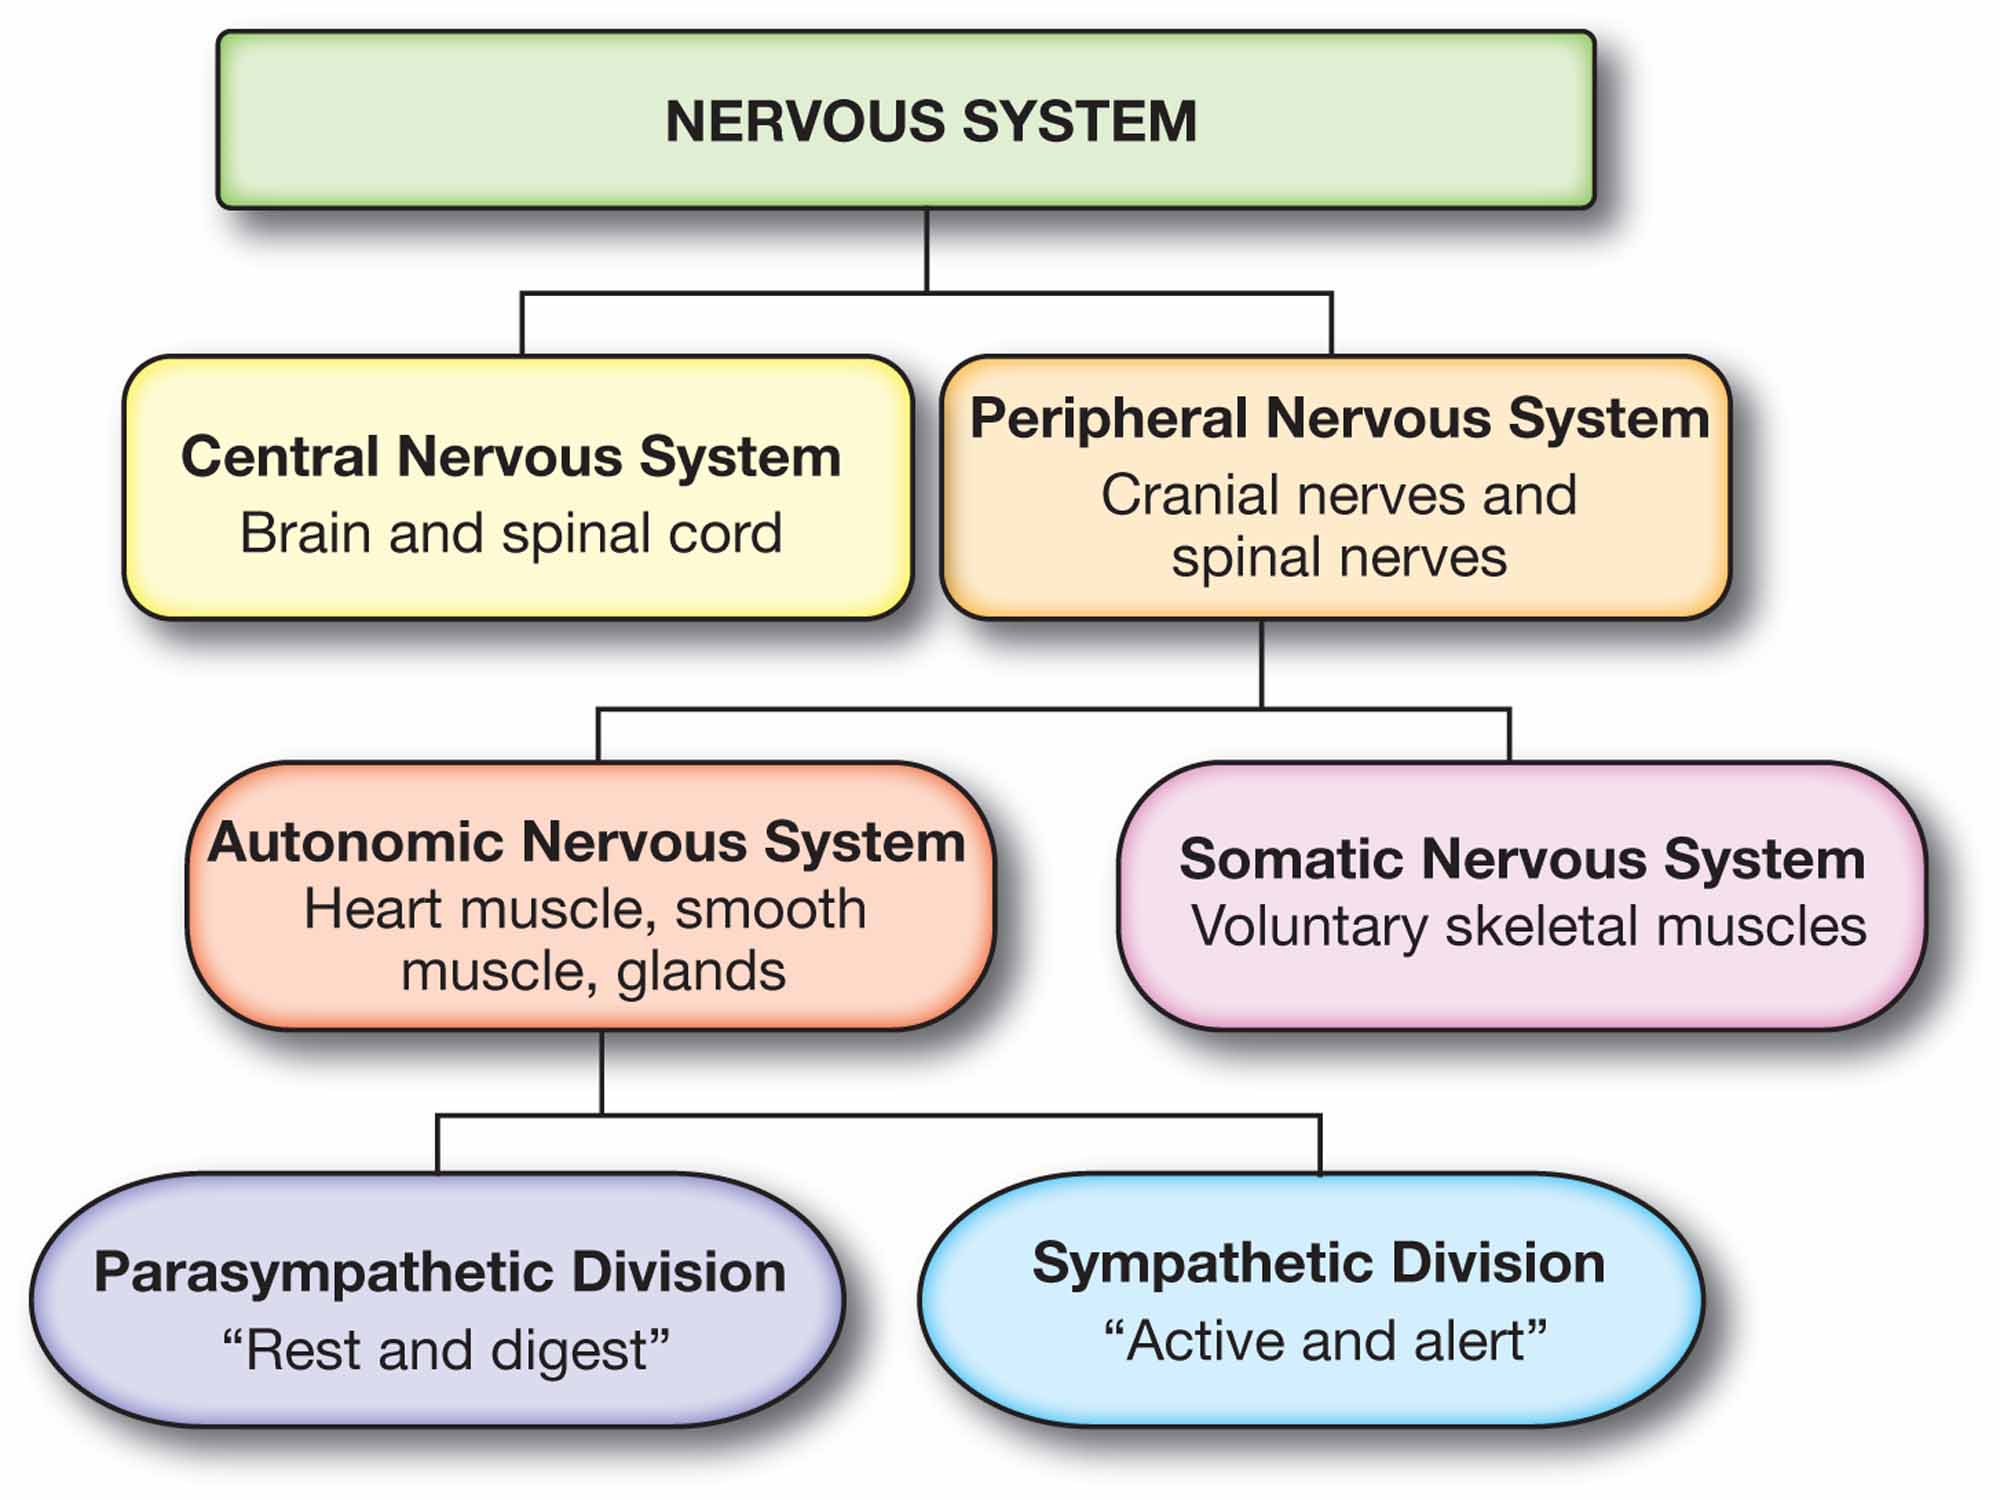 NERVOUS SYSTEM
Central Nervous System
Brain and spinal cord
Peripheral Nervous System
Cranial nerves and
spinal nerves
Autonomic Nervous System
Heart muscle, smooth
muscle, glands
Somatic Nervous System
Voluntary skeletal muscles
Parasympathetic Division
“Rest and digest”
Sympathetic Division
“Active and alert”